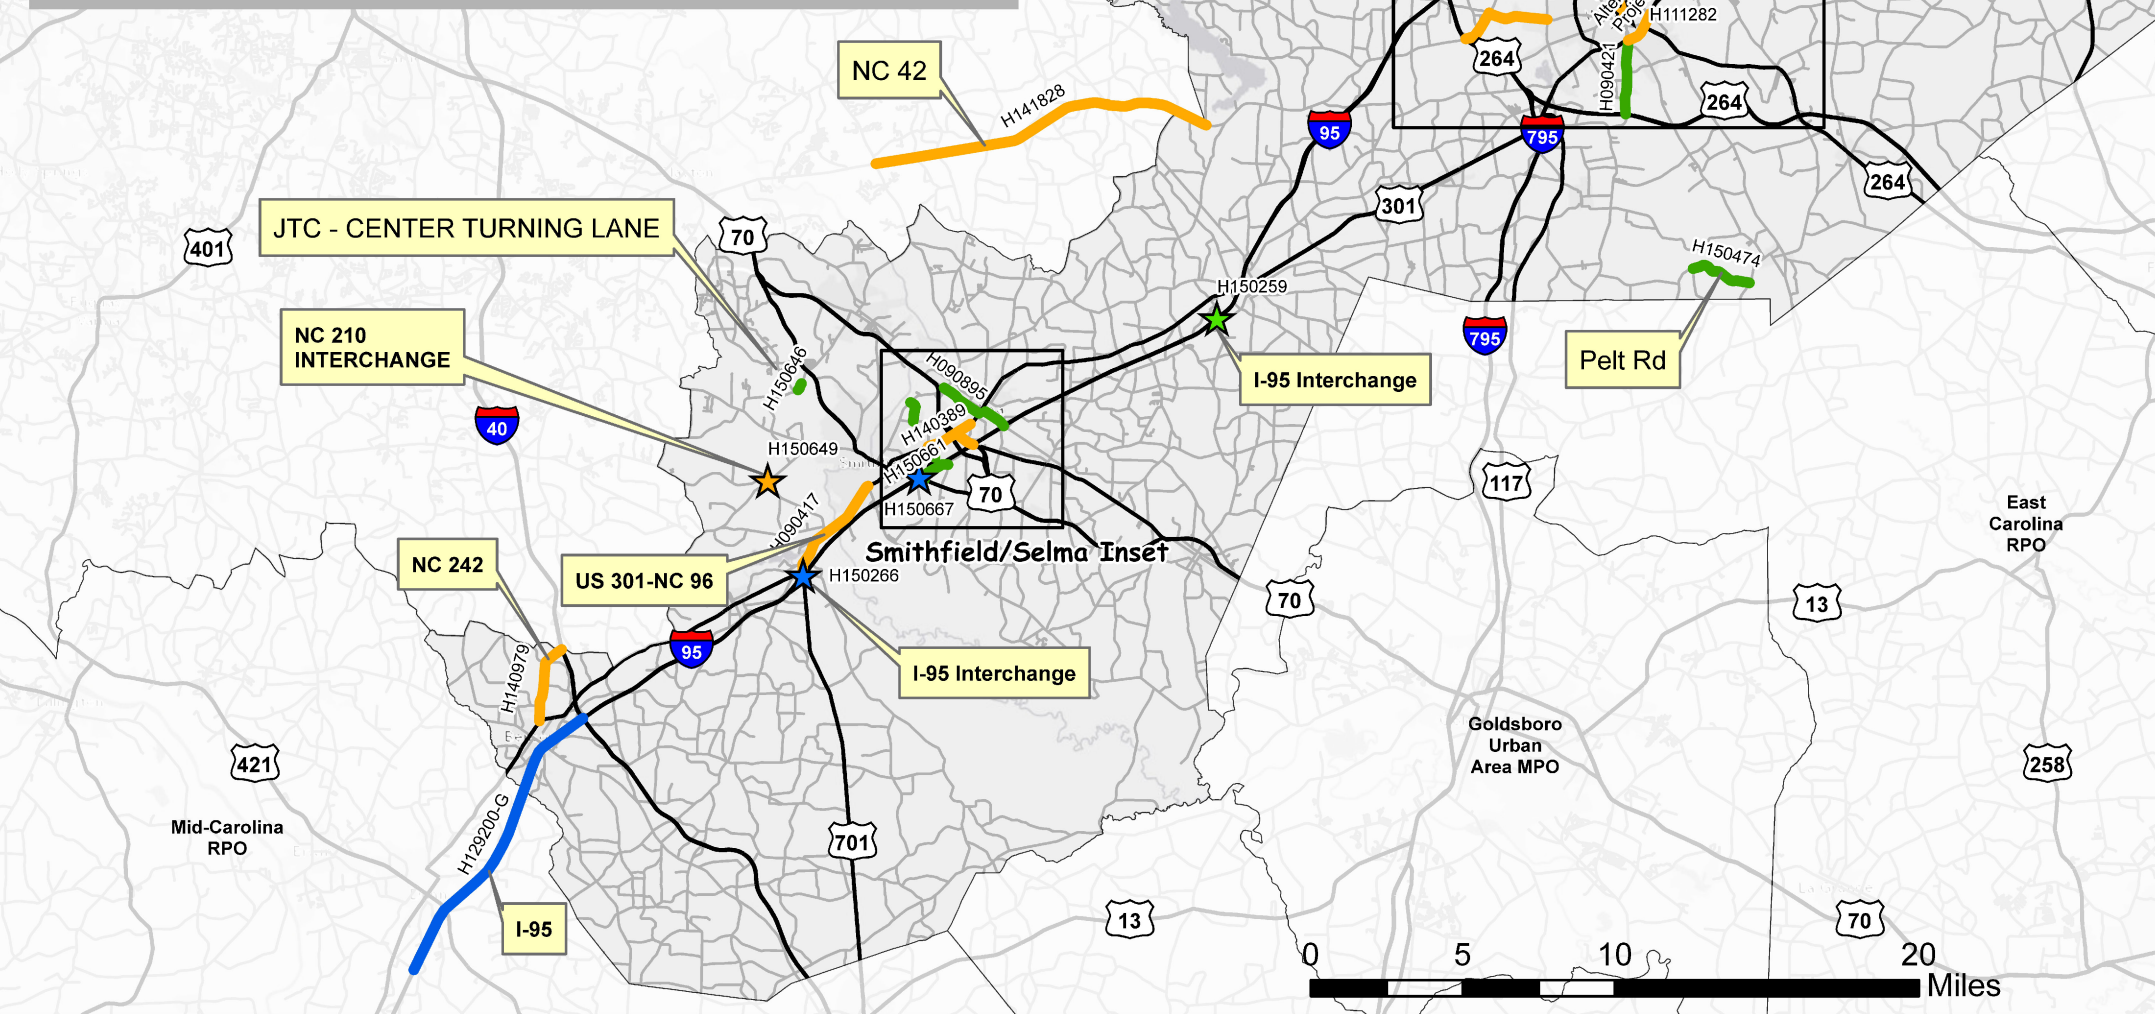 H111282
264
H090421
NC 42
H141828
264
95
795
264
301
JTC - CENTER TURNING LANE
70
401
H150474
H150259
NC 210
INTERCHANGE
795
Pelt Rd
H150646
H090895
I-95 Interchange
40
H140389
H150649
H150661
117
70
H150667
H090417
East
Carolina
RPO
Smithfield/Selma Inset
NC 242
US 301-NC 96
H150266
70
13
95
H140979
I-95 Interchange
Goldsboro
Urban
Area MPO
421
258
Mid-Carolina
RPO
H129200-G
701
I-95
13
70
0 5 10 20
Miles